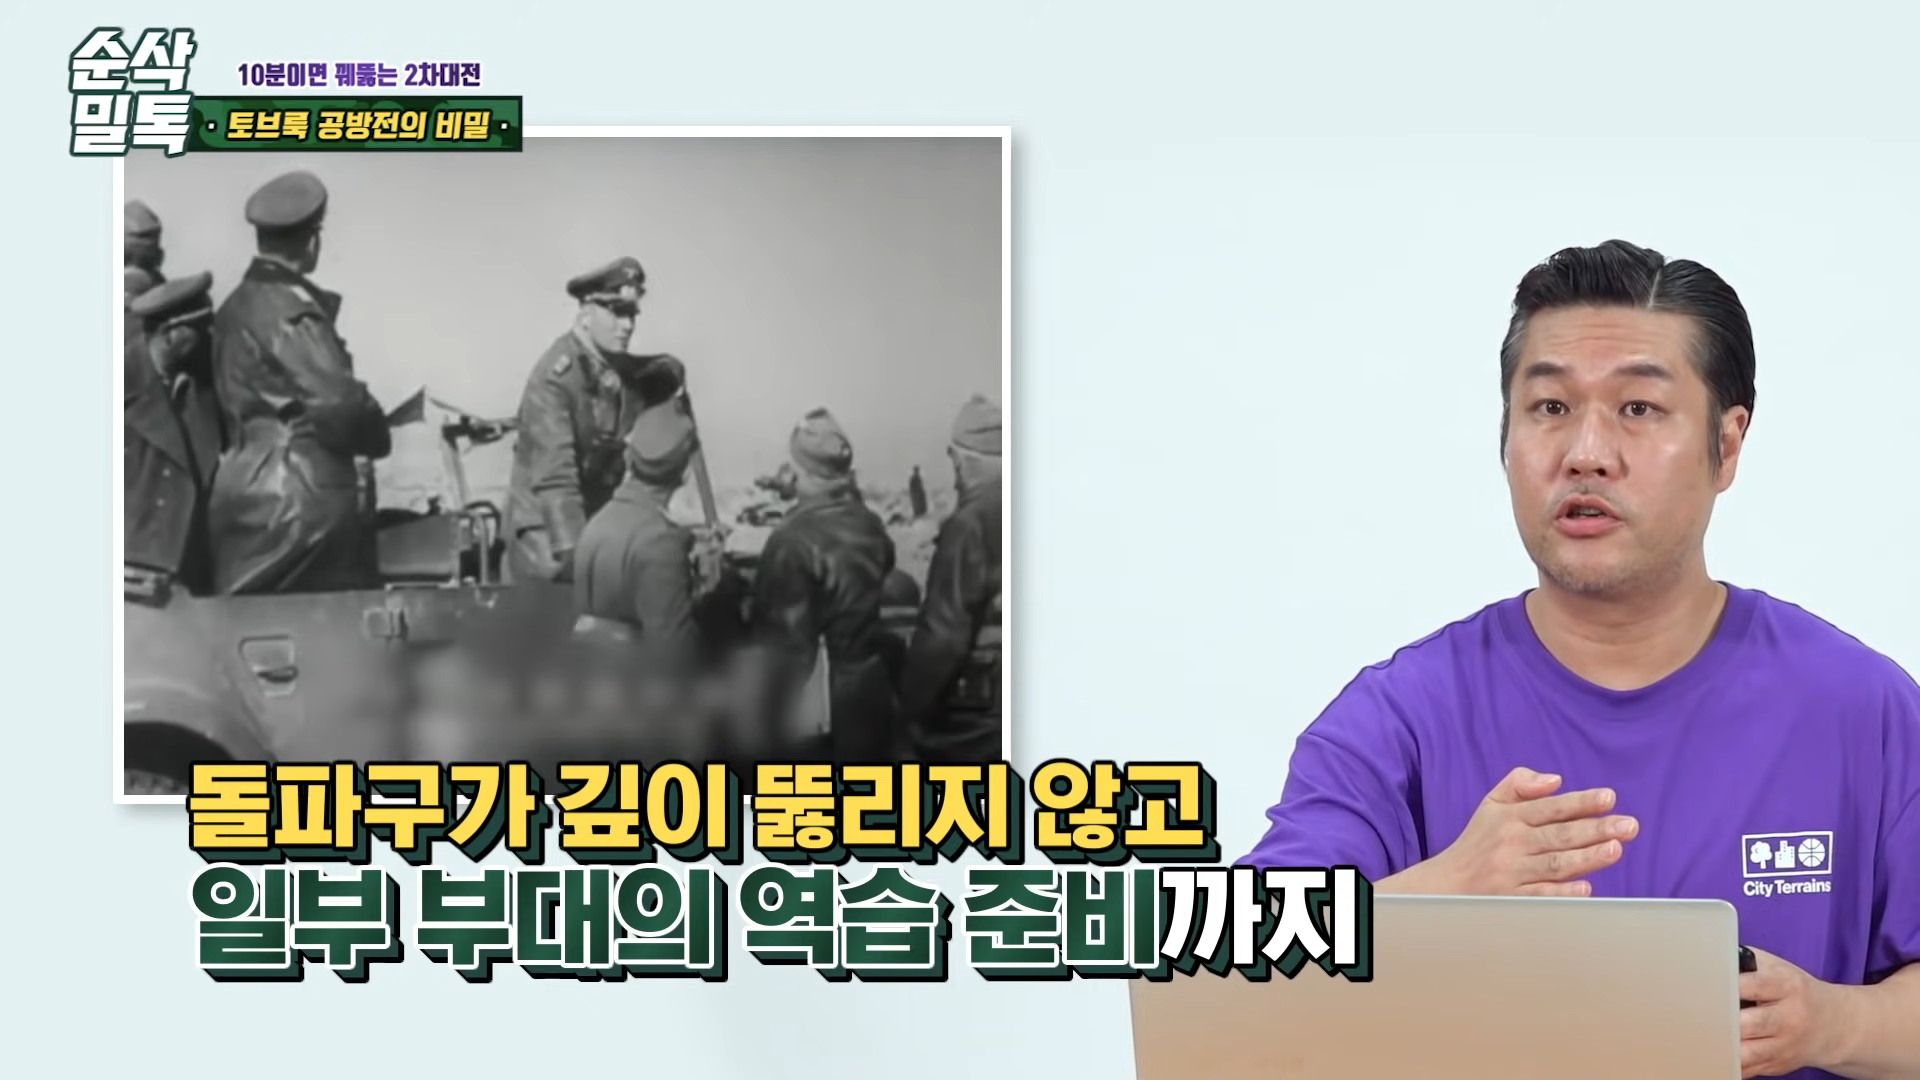 순삭
밀톡
10분이면 꿰뚫는 2차대전
· 토브룩 공방전의 비밀 ·
돌파구가 깊이 뚫리지 않고
일부 부대의 역습 준비까지
City Terrains